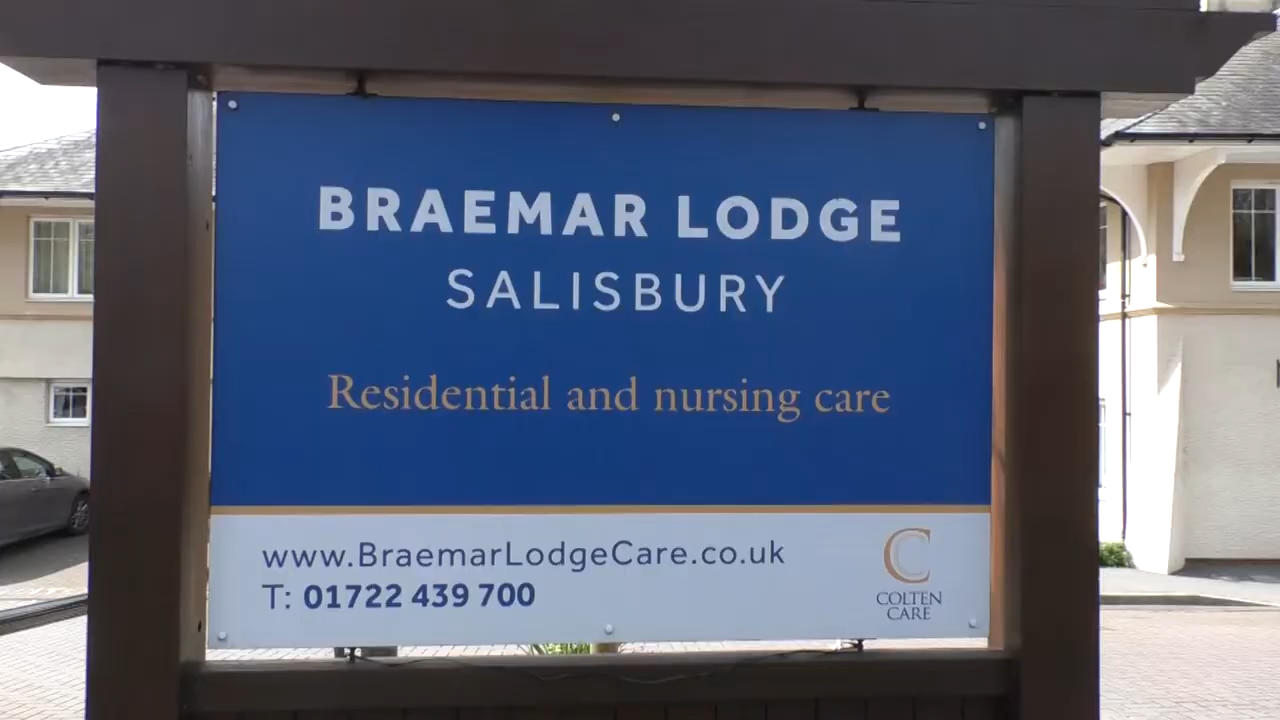 BRAEMAR LODGE
SALISBURY
Residential and nursing care
www.BraemarLodgeCare.co.uk
T: 01722 439 700
COLTEN
CARE